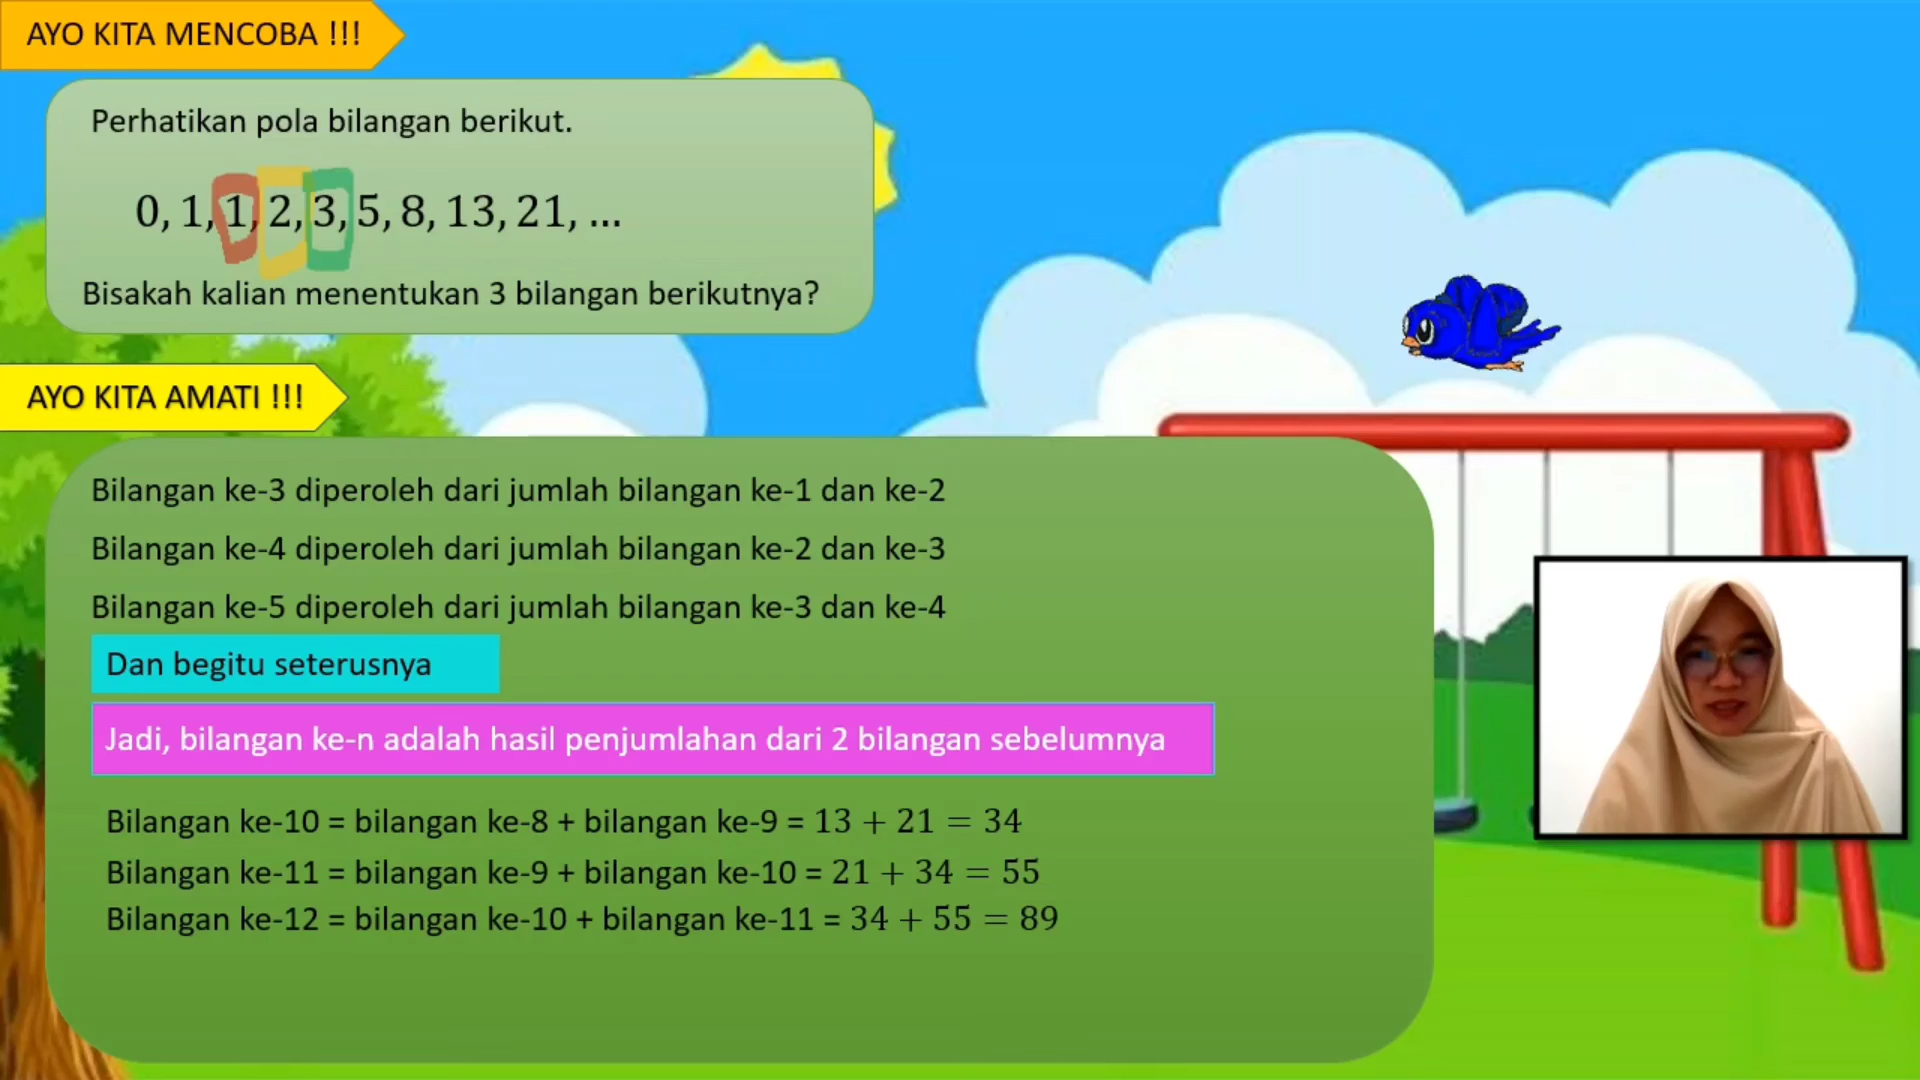 AYO KITA MENCOBA !!!
Perhatikan pola bilangan berikut.
0, 1, 1, 2, 3, 5, 8, 13, 21, ...
Bisakah kalian menentukan 3 bilangan berikutnya?
AYO KITA AMATI !!!
Bilangan ke-3 diperoleh dari jumlah bilangan ke-1 dan ke-2
Bilangan ke-4 diperoleh dari jumlah bilangan ke-2 dan ke-3
Bilangan ke-5 diperoleh dari jumlah bilangan ke-3 dan ke-4
Dan begitu seterusnya
Jadi, bilangan ke-n adalah hasil penjumlahan dari 2 bilangan sebelumnya
Bilangan ke-10 = bilangan ke-8 + bilangan ke-9 = 13 + 21 = 34
Bilangan ke-11 = bilangan ke-9 + bilangan ke-10 = 21 + 34 = 55
Bilangan ke-12 = bilangan ke-10 + bilangan ke-11 = 34 + 55 = 89